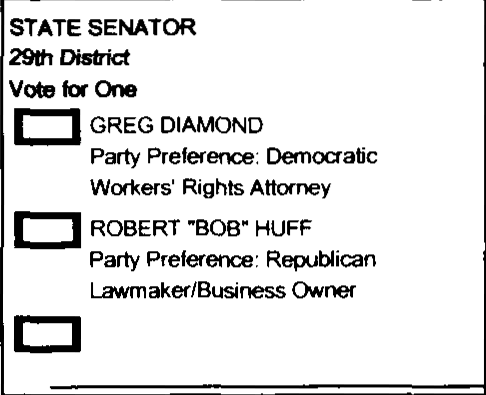 STATE SENATOR
29th District
Vote for One
GREG DIAMOND
Party Preference: Democratic
Workers' Rights Attorney
ROBERT "BOB" HUFF
Party Preference: Republican
Lawmaker/Business Owner